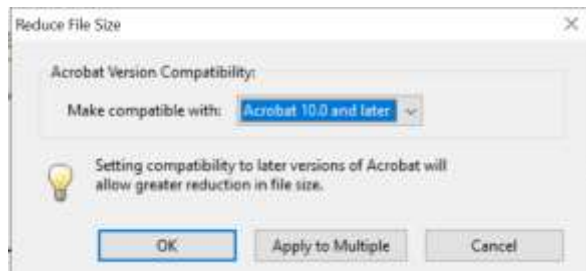 Reduce File Size
Acrobat Version Compatibility:
Make compatible with: Acrobat 10.0 and later
Setting compatibility to later versions of Acrobat will
allow greater reduction in file size.
OK Apply to Multiple Cancel